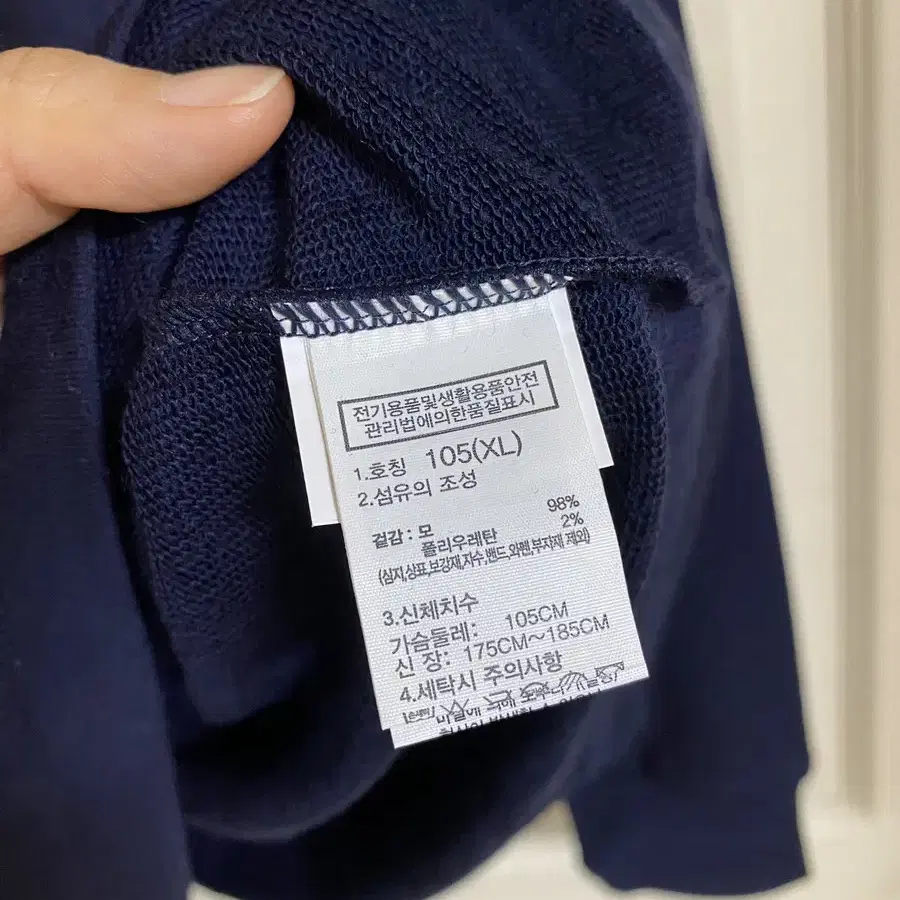 전기용품및생활용품안전
관리법에의한품질표시
1.호칭 105(XL)
2.섬유의 조성
98%
겉감 : 모
2%
폴리우레탄
(심지,상표,보강재,자수,밴드,와펜,부자재 제외)
3.신체치수
가슴둘레: 105CM
신 장: 175CM~185CM
4.세탁시 주의사항